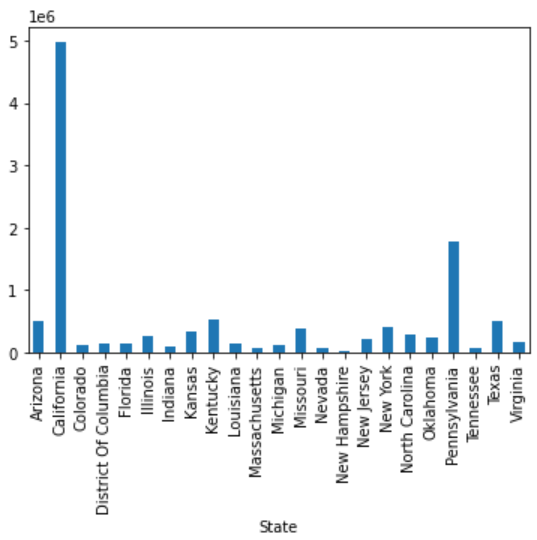 1e6
5
4
3
2
1
0
Arizona
California
Colorado
District Of Columbia
Florida
Illinois
Indiana
Kansas
Kentucky
Louisiana
Massachusetts
Michigan
Missouri
Nevada
New Hampshire
New Jersey
New York
North Carolina
Oklahoma
Pennsylvania
Tennessee
Texas
Virginia
State